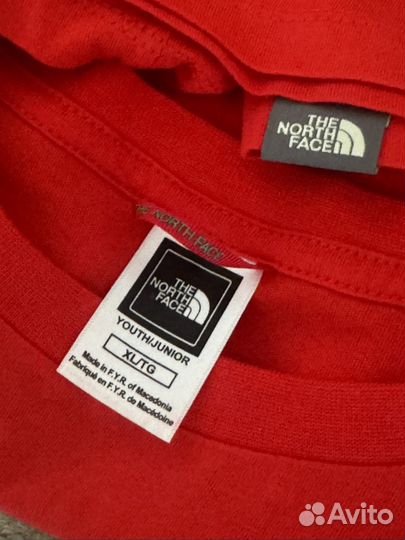 THE
NORTH
FACE
THE NORTH FACE
THE
NORTH
FACE
YOUTH/JUNIOR
XL/TG
Made in F.Y.R. of Macedonia
Fabriqué en F.Y.R. de Macédoine
Avito